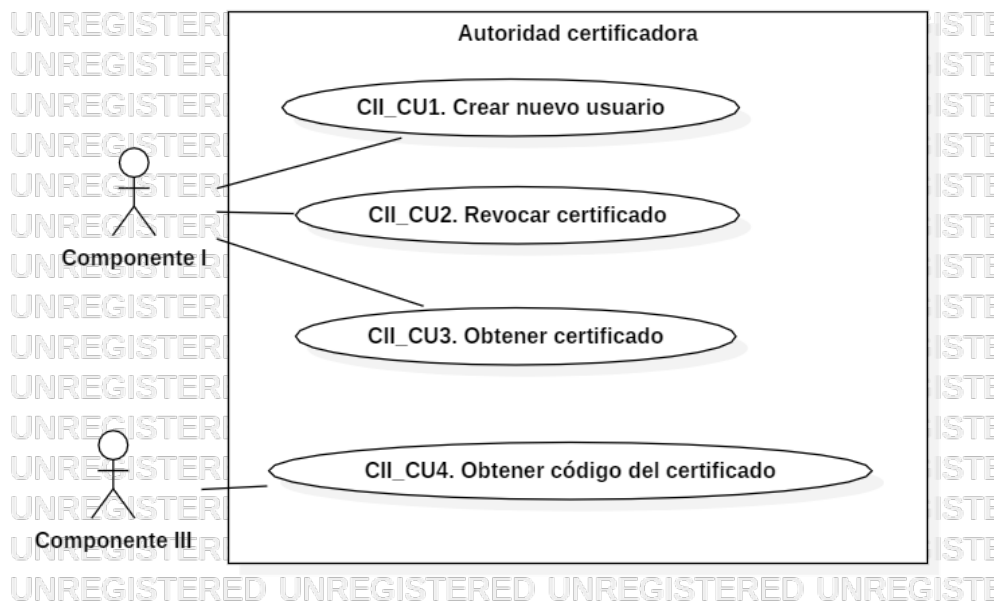 Autoridad certificadora
CII_CU1. Crear nuevo usuario
CII_CU2. Revocar certificado
Componente I
CII_CU3. Obtener certificado
CII_CU4. Obtener código del certificado
Componente III
UNREGISTERED UNREGISTERED UNREGISTERED UNREGISTE